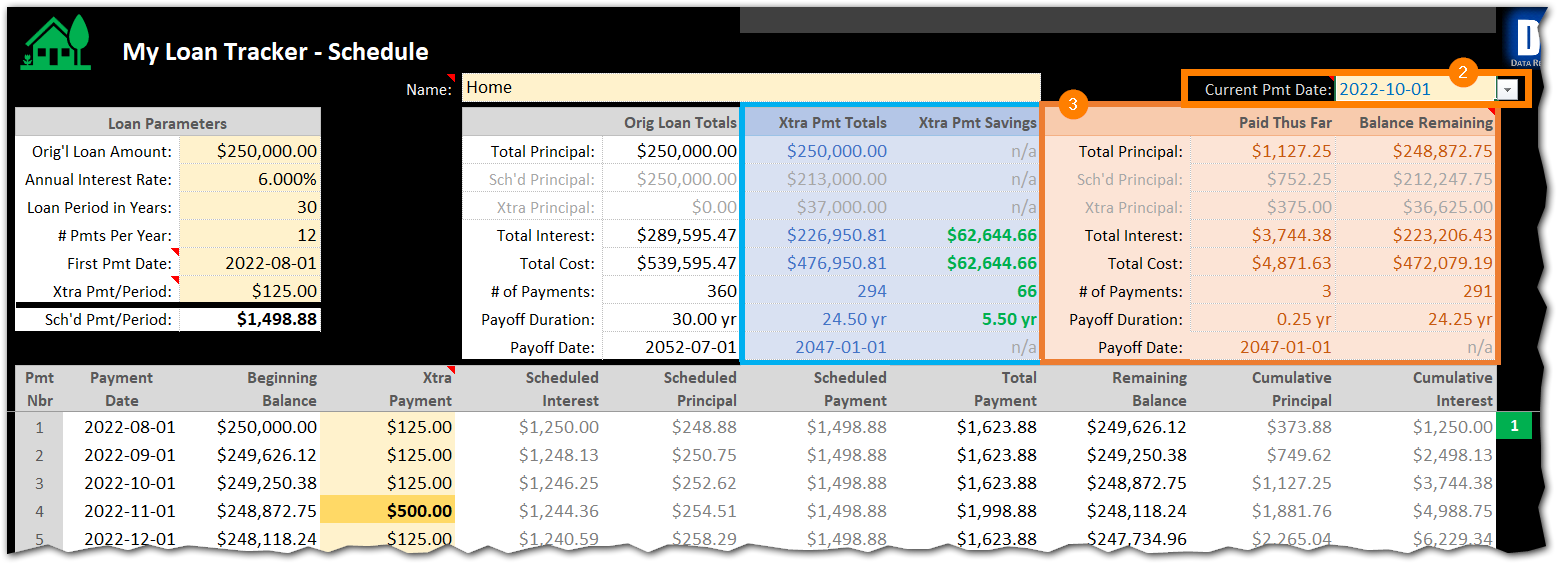 My Loan Tracker - Schedule
Name: Home
Current Pmt Date: 2022-10-01
2
3
Loan Parameters
Orig'l Loan Amount: $250,000.00
Annual Interest Rate: 6.000%
Loan Period in Years: 30
# Pmts Per Year: 12
First Pmt Date: 2022-08-01
Xtra Pmt/Period: $125.00
Sch'd Pmt/Period: $1,498.88
Orig Loan Totals Xtra Pmt Totals Xtra Pmt Savings
Total Principal: $250,000.00 $250,000.00 n/a
Sch'd Principal: $250,000.00 $213,000.00 n/a
Xtra Principal: $0.00 $37,000.00 n/a
Total Interest: $289,595.47 $226,950.81 $62,644.66
Total Cost: $539,595.47 $476,950.81 $62,644.66
# of Payments: 360 294 66
Payoff Duration: 30.00 yr 24.50 yr 5.50 yr
Payoff Date: 2052-07-01 2047-01-01 n/a
Paid Thus Far Balance Remaining
Total Principal: $1,127.25 $248,872.75
Sch'd Principal: $752.25 $212,247.75
Xtra Principal: $375.00 $36,625.00
Total Interest: $3,744.38 $223,206.43
Total Cost: $4,871.63 $472,079.19
# of Payments: 3 291
Payoff Duration: 0.25 yr 24.25 yr
Payoff Date: 2047-01-01 n/a
Pmt Payment Beginning Xtra Scheduled Scheduled Scheduled Total Remaining Cumulative Cumulative
Nbr Date Balance Payment Interest Principal Payment Payment Balance Principal Interest
1 2022-08-01 $250,000.00 $125.00 $1,250.00 $248.88 $1,498.88 $1,623.88 $249,626.12 $373.88 $1,250.00 1
2 2022-09-01 $249,626.12 $125.00 $1,248.13 $250.75 $1,498.88 $1,623.88 $249,250.38 $749.62 $2,498.13
3 2022-10-01 $249,250.38 $125.00 $1,246.25 $252.62 $1,498.88 $1,623.88 $248,872.75 $1,127.25 $3,744.38
4 2022-11-01 $248,872.75 $500.00 $1,244.36 $254.51 $1,498.88 $1,998.88 $248,118.24 $1,881.76 $4,988.75
5 2022-12-01 $248,118.24 $125.00 $1,240.59 $258.29 $1,498.88 $1,623.88 $247,734.96 $2,265.04 $6,229.34